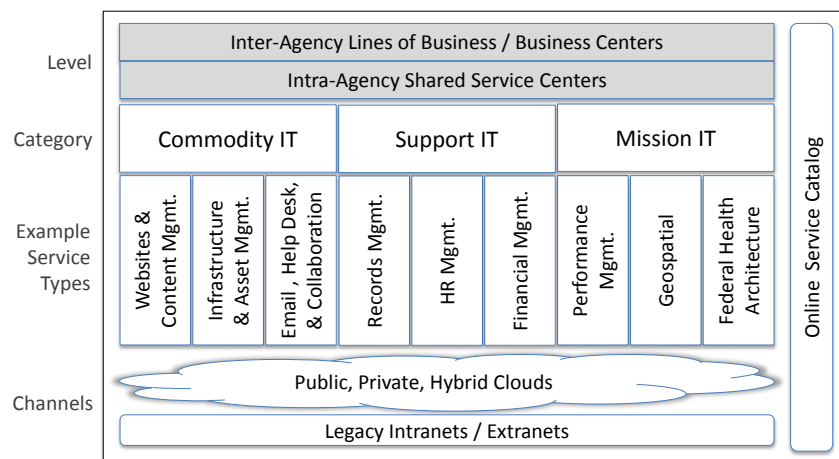 Level
Inter-Agency Lines of Business / Business Centers
Intra-Agency Shared Service Centers
Category
Commodity IT
Support IT
Mission IT
Example
Service
Types
Websites &
Content Mgmt.
Infrastructure
& Asset Mgmt.
Email , Help Desk,
& Collaboration
Records Mgmt.
HR Mgmt.
Financial Mgmt.
Performance
Mgmt.
Geospatial
Federal Health
Architecture
Channels
Public, Private, Hybrid Clouds
Legacy Intranets / Extranets
Online Service Catalog